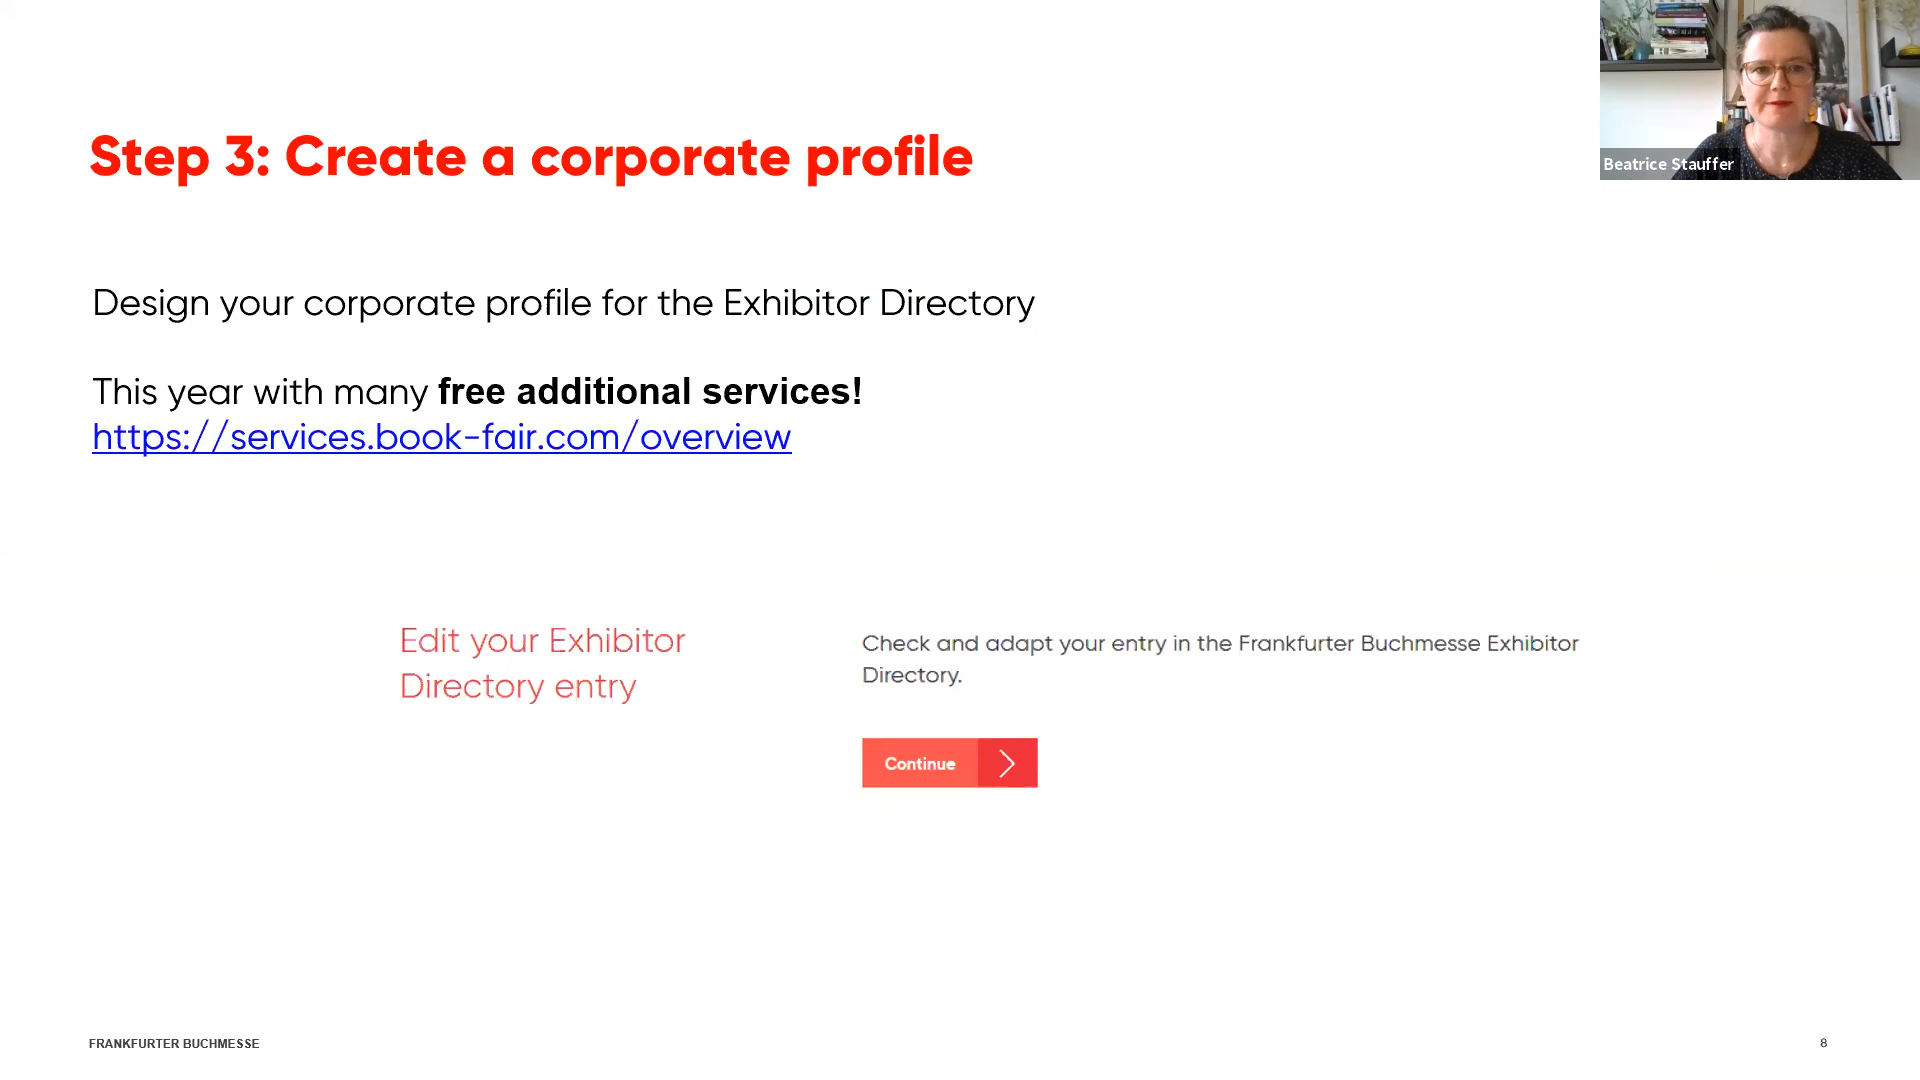 Step 3: Create a corporate profile
Beatrice Stauffer
Design your corporate profile for the Exhibitor Directory
This year with many free additional services!
https://services.book-fair.com/overview
Edit your Exhibitor
Directory entry
Check and adapt your entry in the Frankfurter Buchmesse Exhibitor
Directory.
Continue
FRANKFURTER BUCHMESSE
8